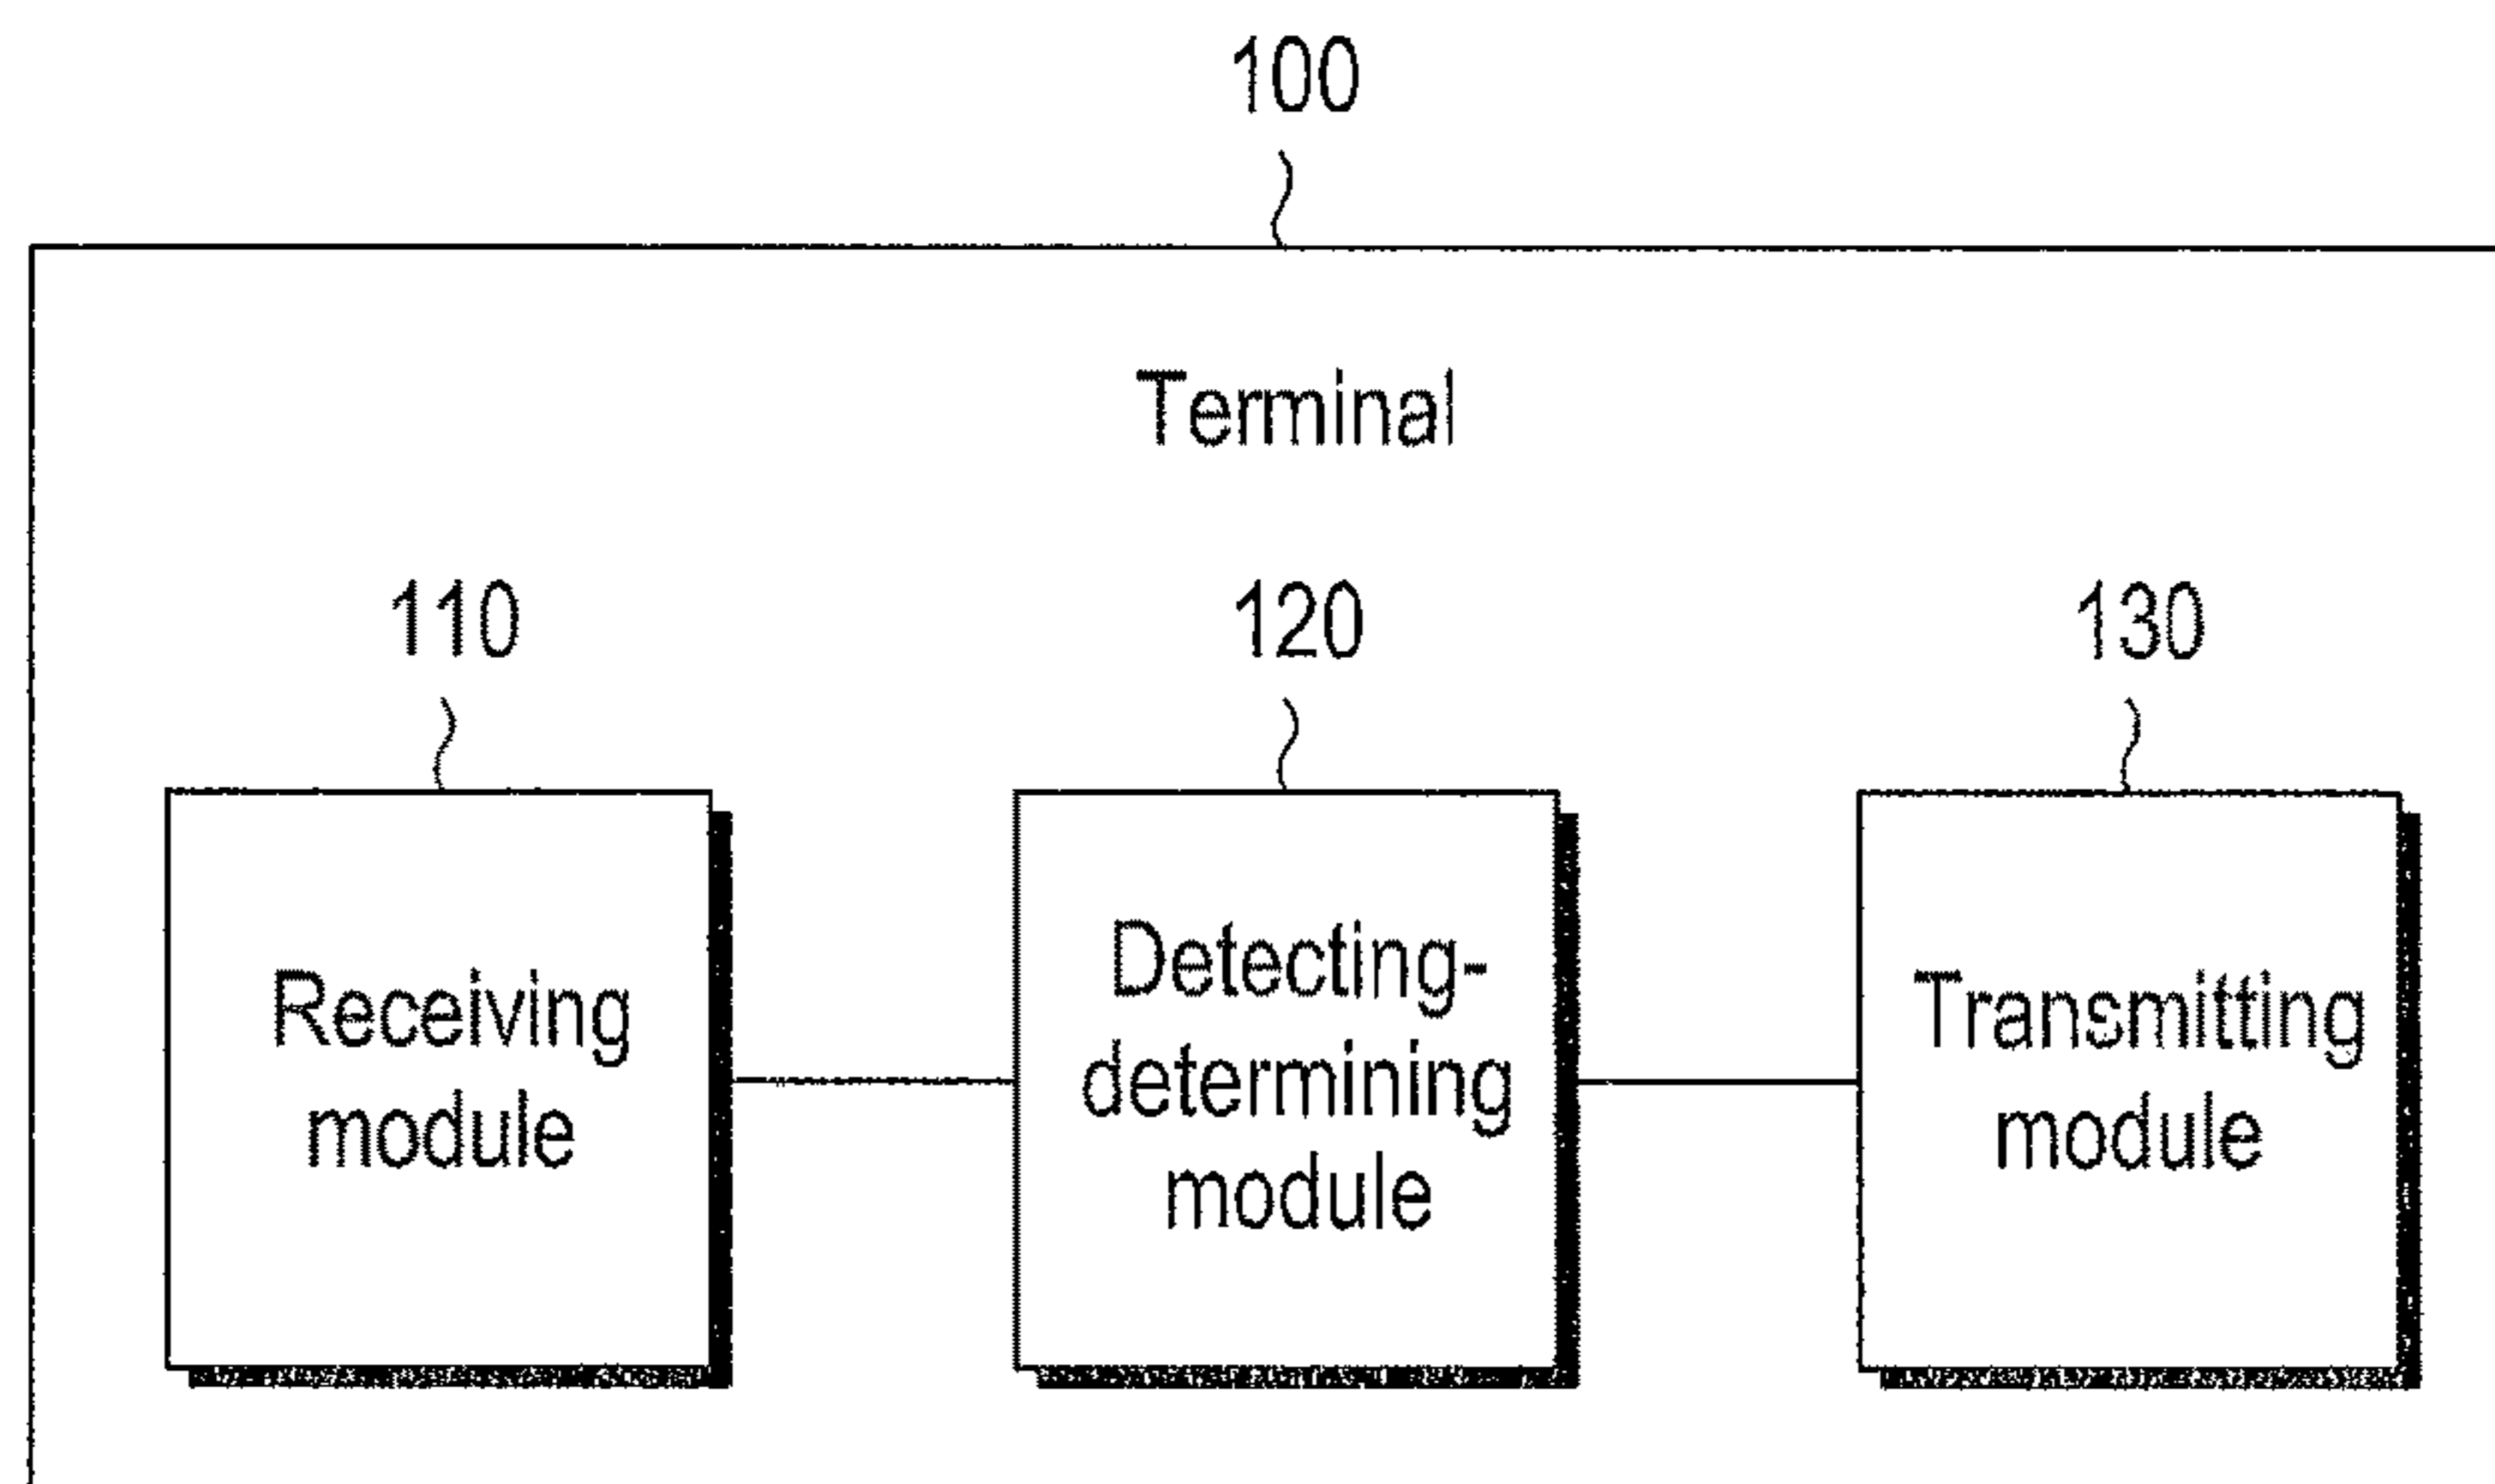 100
Terminal
110
120
130
Receiving
module
Detecting-
determining
module
Transmitting
module